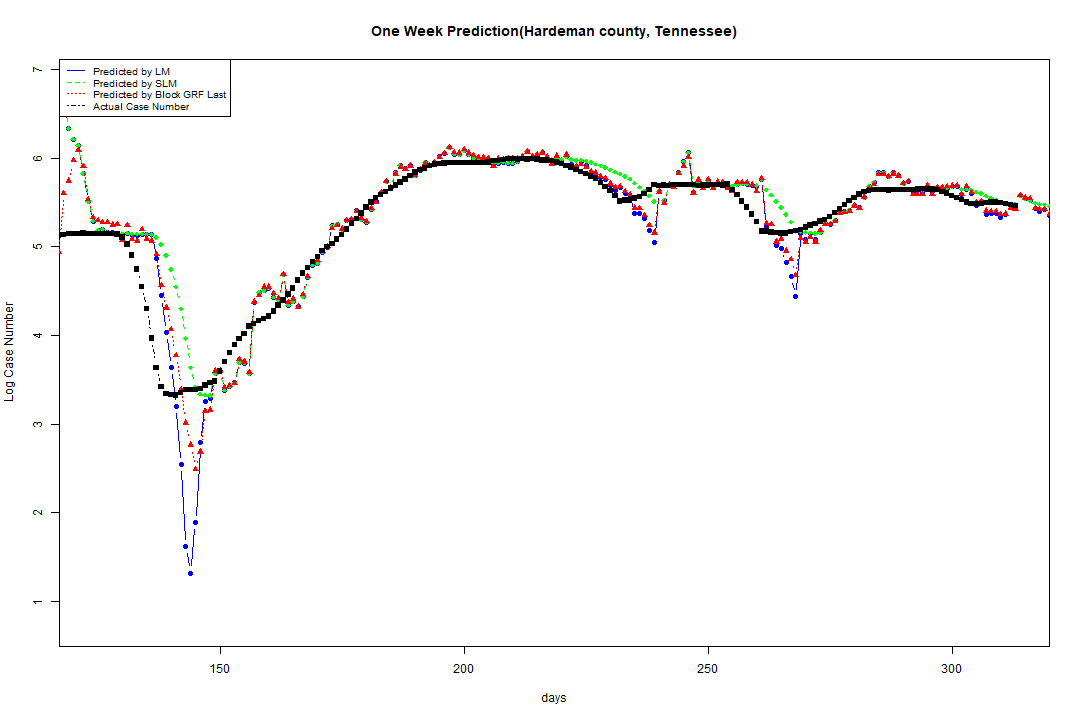 One Week Prediction(Hardeman county, Tennessee)
Predicted by LM
Predicted by SLM
Predicted by Block GRF Last
Actual Case Number
7
6
5
4
3
2
1
Log Case Number
150
200
250
300
days